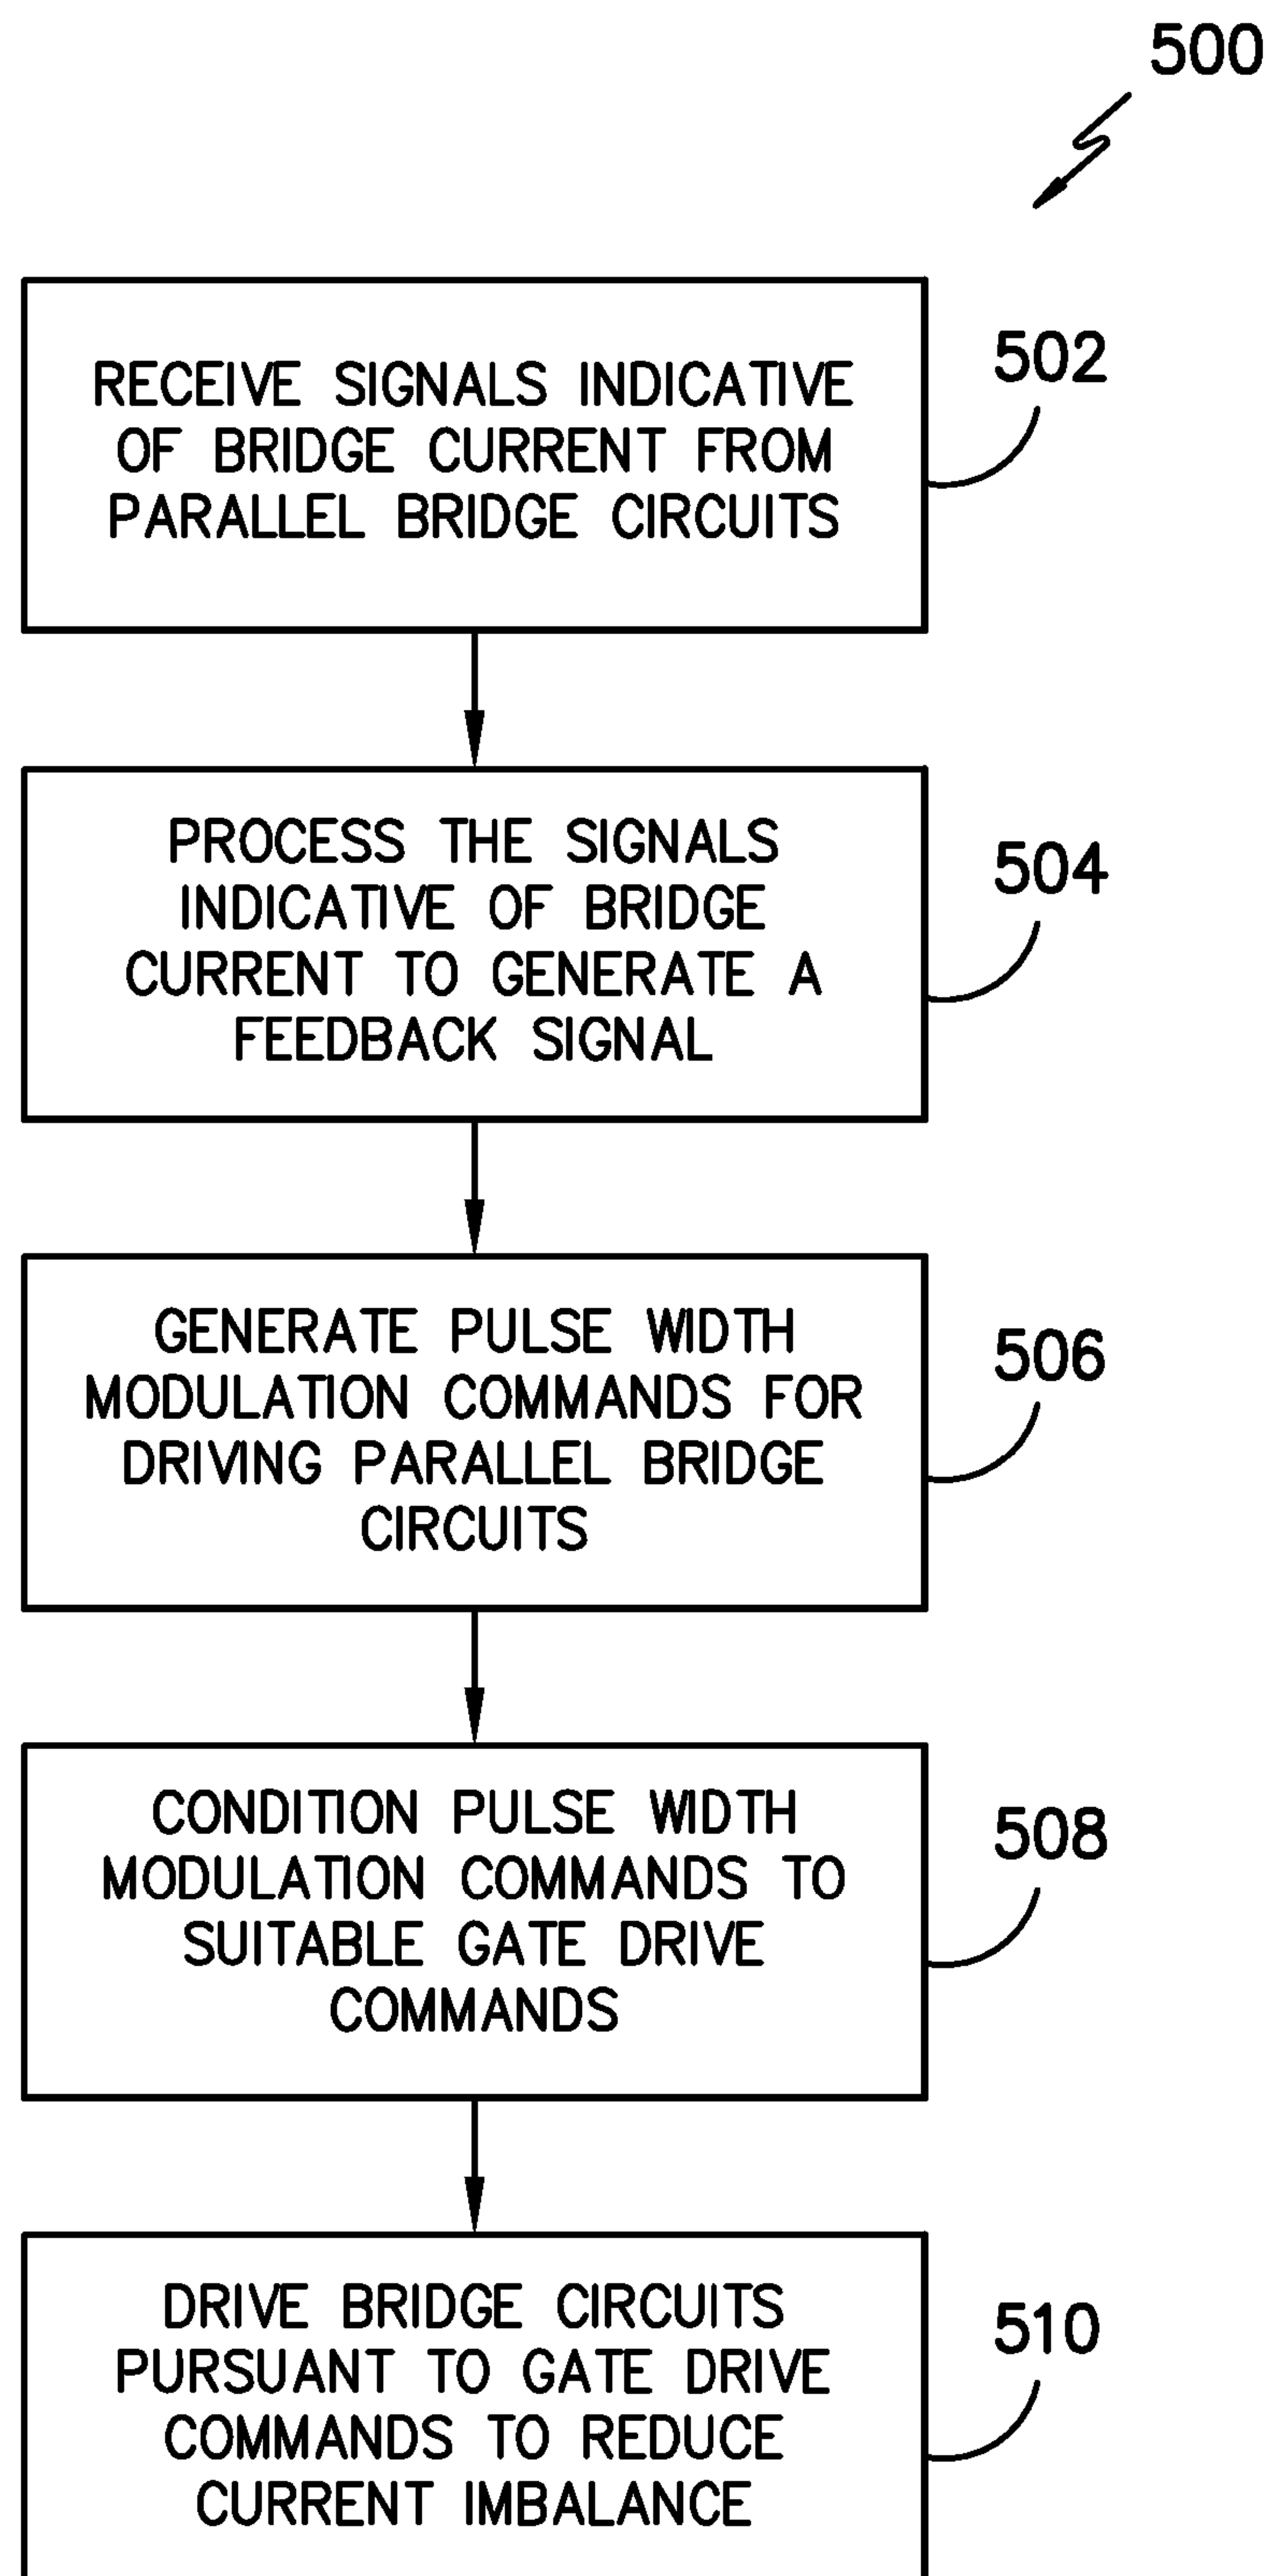 500
RECEIVE SIGNALS INDICATIVE
OF BRIDGE CURRENT FROM
PARALLEL BRIDGE CIRCUITS
502
PROCESS THE SIGNALS
INDICATIVE OF BRIDGE
CURRENT TO GENERATE A
FEEDBACK SIGNAL
504
GENERATE PULSE WIDTH
MODULATION COMMANDS FOR
DRIVING PARALLEL BRIDGE
CIRCUITS
506
CONDITION PULSE WIDTH
MODULATION COMMANDS TO
SUITABLE GATE DRIVE
COMMANDS
508
DRIVE BRIDGE CIRCUITS
PURSUANT TO GATE DRIVE
COMMANDS TO REDUCE
CURRENT IMBALANCE
510